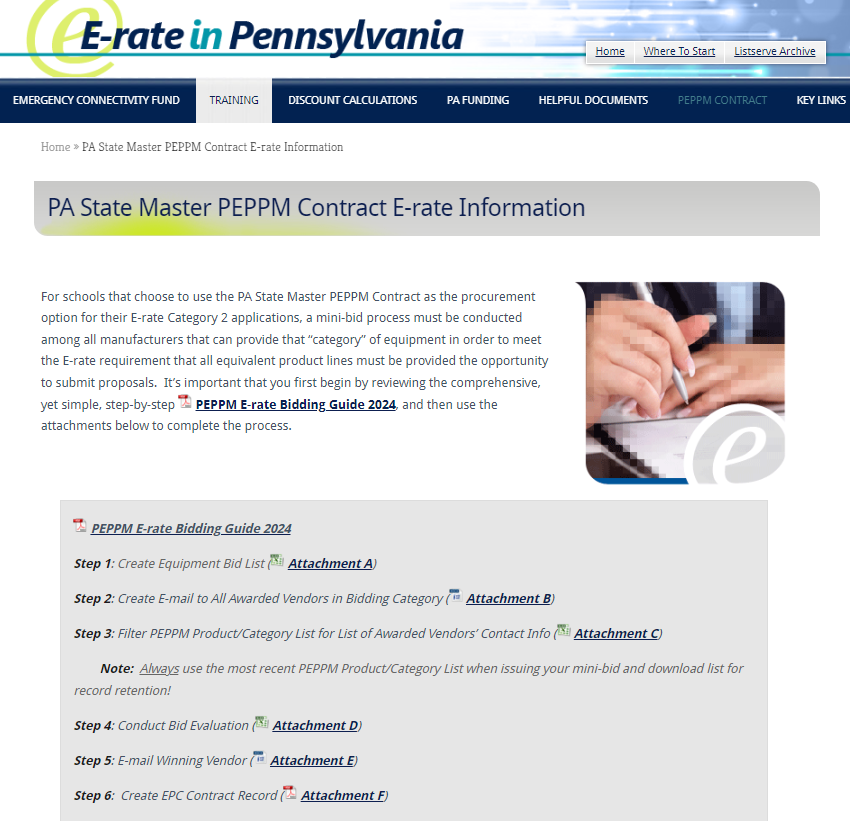 e E-rate in Pennsylvania
Home Where To Start Listserve Archive
EMERGENCY CONNECTIVITY FUND TRAINING DISCOUNT CALCULATIONS PA FUNDING HELPFUL DOCUMENTS PEPPM CONTRACT KEY LINKS
Home » PA State Master PEPPM Contract E-rate Information
PA State Master PEPPM Contract E-rate Information
For schools that choose to use the PA State Master PEPPM Contract as the procurement
option for their E-rate Category 2 applications, a mini-bid process must be conducted
among all manufacturers that can provide that “category” of equipment in order to meet
the E-rate requirement that all equivalent product lines must be provided the opportunity
to submit proposals. It’s important that you first begin by reviewing the comprehensive,
yet simple, step-by-step PEPPM E-rate Bidding Guide 2024, and then use the
attachments below to complete the process.
e
PEPPM E-rate Bidding Guide 2024
Step 1: Create Equipment Bid List (Attachment A)
Step 2: Create E-mail to All Awarded Vendors in Bidding Category (Attachment B)
Step 3: Filter PEPPM Product/Category List for List of Awarded Vendors’ Contact Info (Attachment C)
Note: Always use the most recent PEPPM Product/Category List when issuing your mini-bid and download list for
record retention!
Step 4: Conduct Bid Evaluation (Attachment D)
Step 5: E-mail Winning Vendor (Attachment E)
Step 6: Create EPC Contract Record (Attachment F)